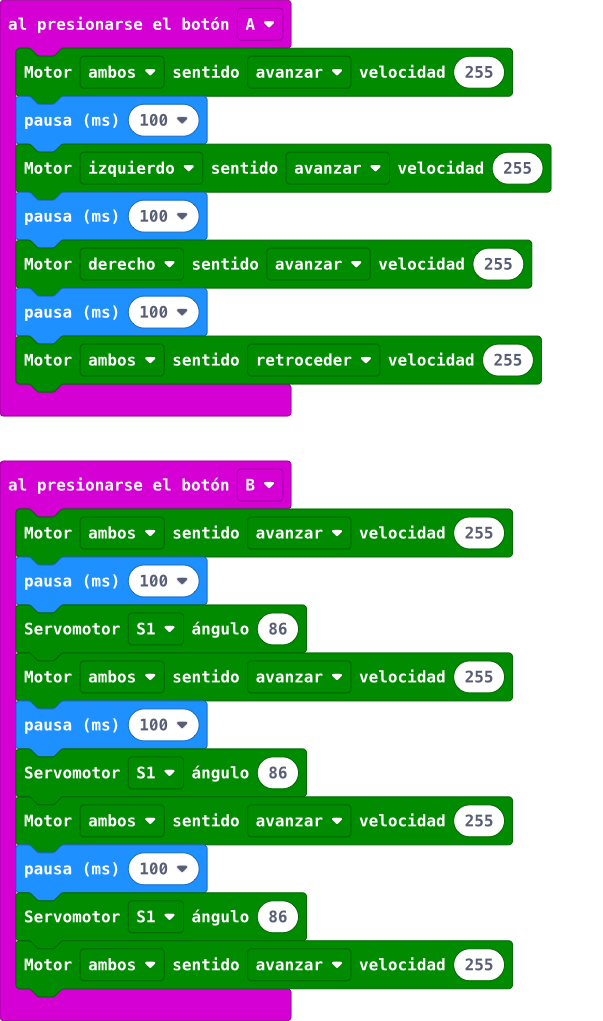 al presionarse el botón A
Motor ambos sentido avanzar velocidad 255
pausa (ms) 100
Motor izquierdo sentido avanzar velocidad 255
pausa (ms) 100
Motor derecho sentido avanzar velocidad 255
pausa (ms) 100
Motor ambos sentido retroceder velocidad 255
al presionarse el botón B
Motor ambos sentido avanzar velocidad 255
pausa (ms) 100
Servomotor S1 ángulo 86
Motor ambos sentido avanzar velocidad 255
pausa (ms) 100
Servomotor S1 ángulo 86
Motor ambos sentido avanzar velocidad 255
pausa (ms) 100
Servomotor S1 ángulo 86
Motor ambos sentido avanzar velocidad 255